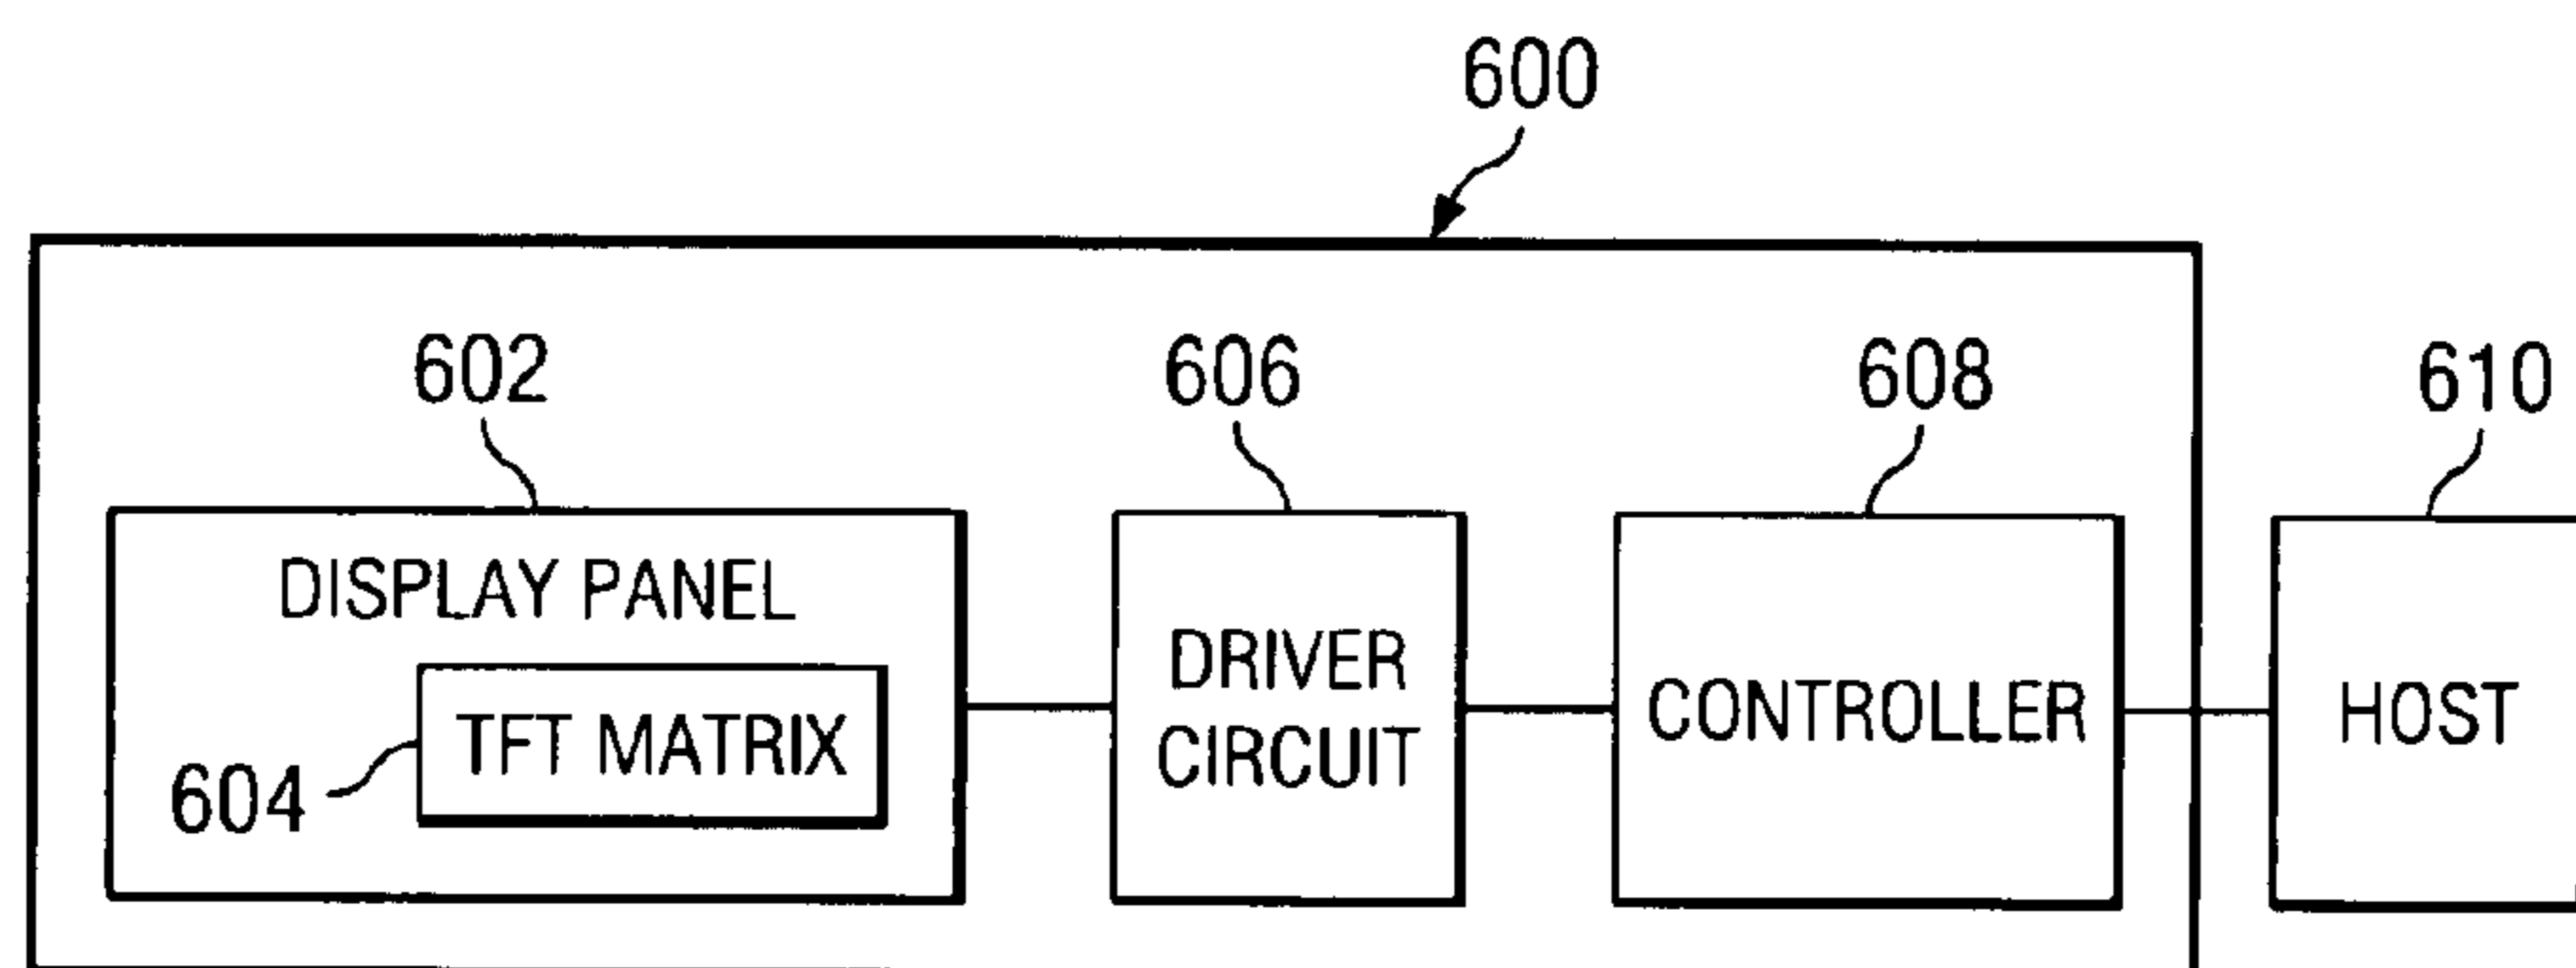 600
602
606
608
610
DISPLAY PANEL
TFT MATRIX
604
DRIVER
CIRCUIT
CONTROLLER
HOST